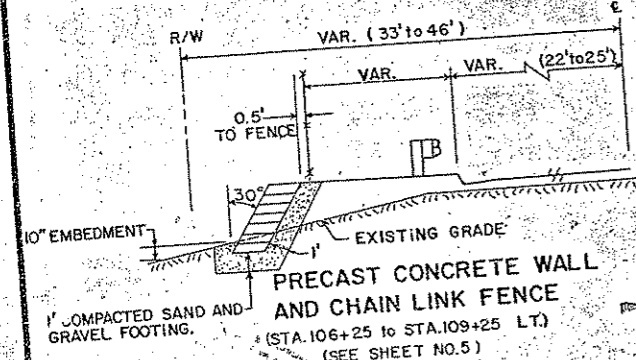 ℄
R/W
VAR. (33' to 46')
VAR.
VAR.
(22' to 25')
0.5'
TO FENCE
30°
10" EMBEDMENT
EXISTING GRADE
1'
PRECAST CONCRETE WALL
AND CHAIN LINK FENCE
1' COMPACTED SAND AND
GRAVEL FOOTING.
(STA. 106+25 to STA. 109+25 LT.)
(SEE SHEET NO. 5)